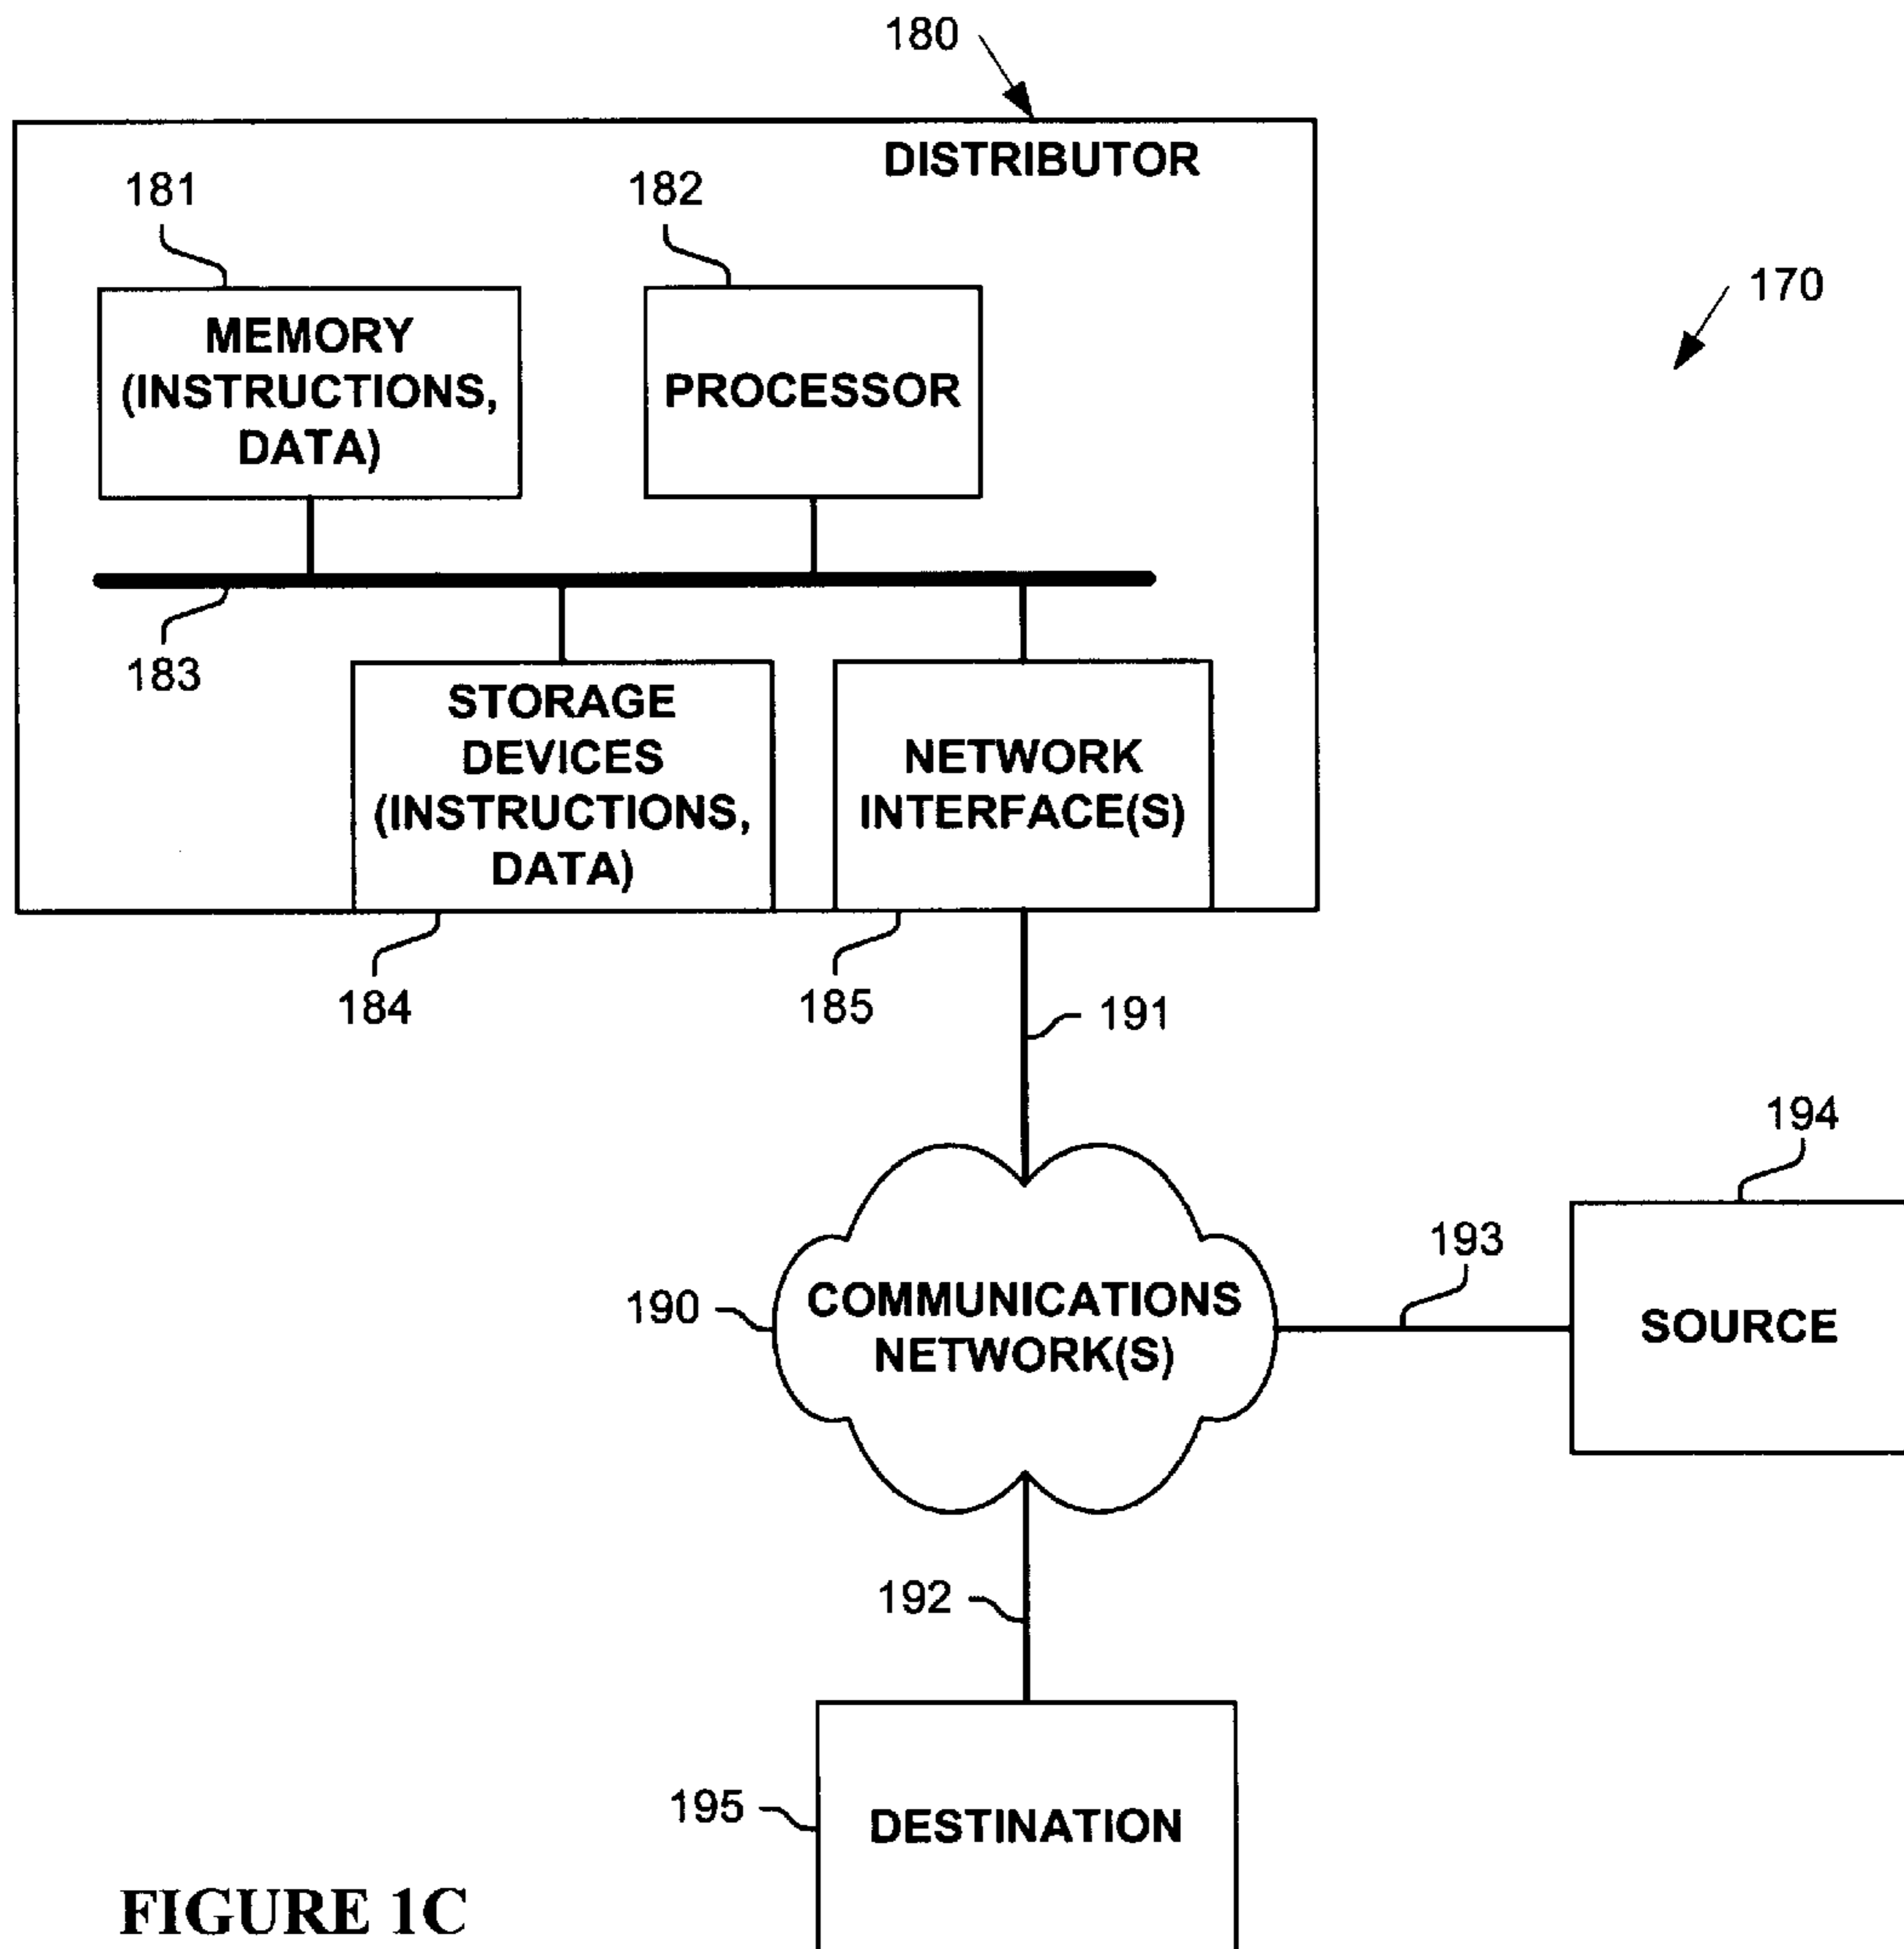 180
DISTRIBUTOR
181
182
170
MEMORY
(INSTRUCTIONS,
DATA)
PROCESSOR
183
STORAGE
DEVICES
(INSTRUCTIONS,
DATA)
NETWORK
INTERFACE(S)
184
185
191
194
193
190
COMMUNICATIONS
NETWORK(S)
SOURCE
192
195
DESTINATION
FIGURE 1C